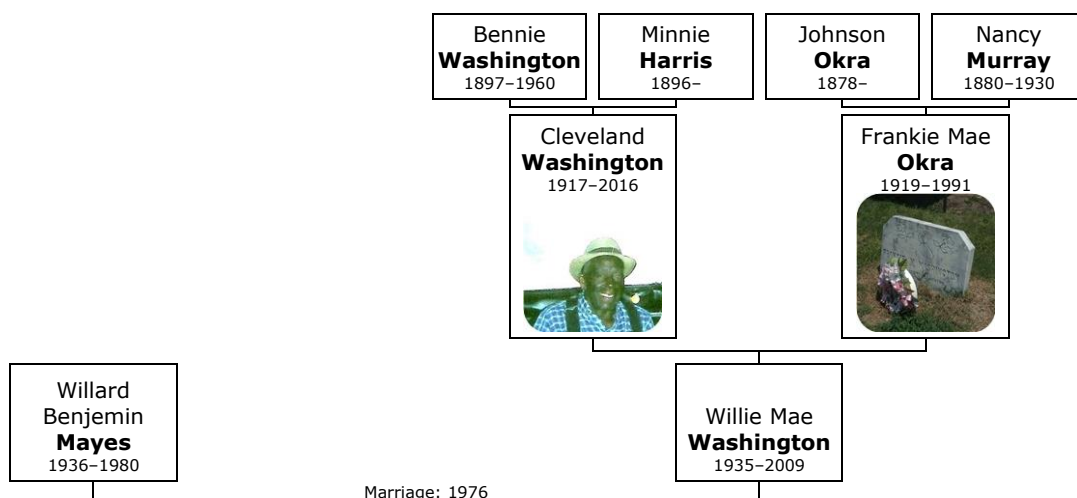 Bennie
Washington
1897–1960
Minnie
Harris
1896–
Johnson
Okra
1878–
Nancy
Murray
1880–1930
Cleveland
Washington
1917–2016
Frankie Mae
Okra
1919–1991
Willard
Benjemin
Mayes
1936–1980
Willie Mae
Washington
1935–2009
Marriage: 1976